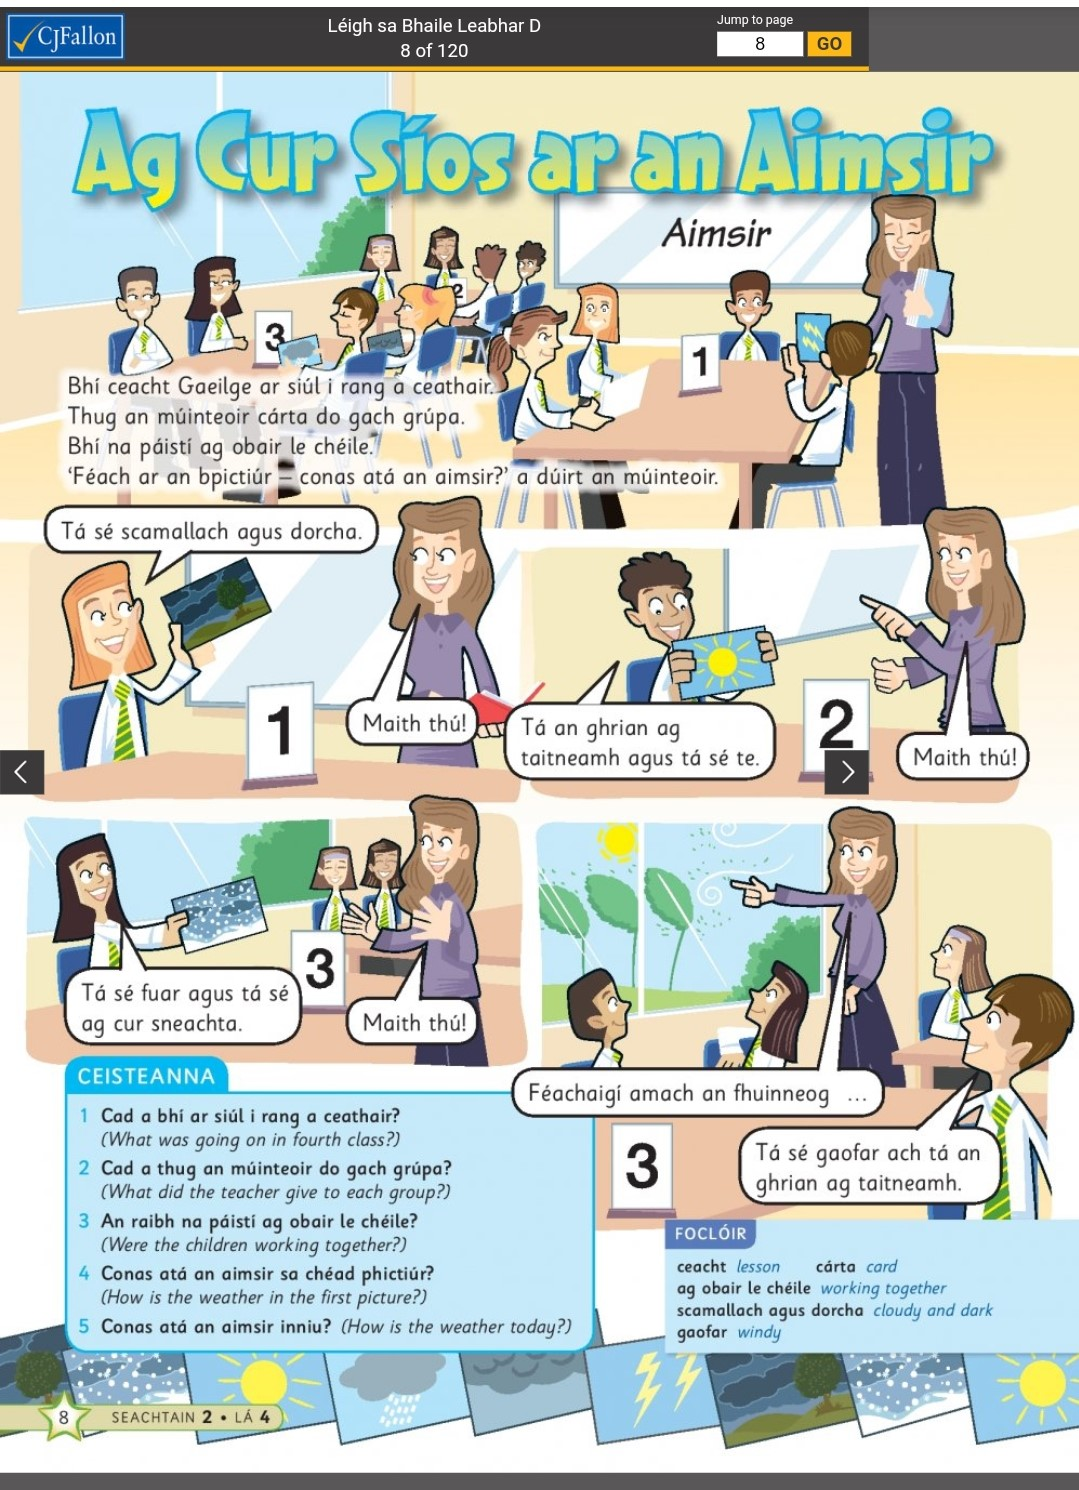 CJFallon
Léigh sa Bhaile Leabhar D
8 of 120
Jump to page
8
GO
Ag Cur Síos ar an Aimsir
Aimsir
2
3
1
Bhí ceacht Gaeilge ar siúl i rang a ceathair.
Thug an múinteoir cárta do gach grúpa.
Bhí na páistí ag obair le chéile.
‘Féach ar an bpictiúr – conas atá an aimsir?’ a dúirt an múinteoir.
Tá sé scamallach agus dorcha.
1
Maith thú!
Tá an ghrian ag
taitneamh agus tá sé te.
2
Maith thú!
Tá sé fuar agus tá sé
ag cur sneachta.
3
Maith thú!
Féachaigí amach an fhuinneog ...
3
Tá sé gaofar ach tá an
ghrian ag taitneamh.
CEISTEANNA
1 Cad a bhí ar siúl i rang a ceathair?
(What was going on in fourth class?)
2 Cad a thug an múinteoir do gach grúpa?
(What did the teacher give to each group?)
3 An raibh na páistí ag obair le chéile?
(Were the children working together?)
4 Conas atá an aimsir sa chéad phictiúr?
(How is the weather in the first picture?)
5 Conas atá an aimsir inniu? (How is the weather today?)
FOCLÓIR
ceacht lesson cárta card
ag obair le chéile working together
scamallach agus dorcha cloudy and dark
gaofar windy
8 SEACHTAIN 2 • LÁ 4